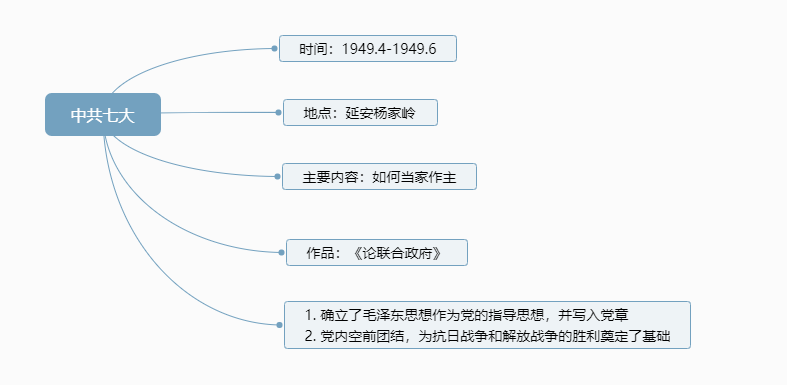 中共七大
时间：1949.4-1949.6
地点：延安杨家岭
主要内容：如何当家作主
作品：《论联合政府》
1. 确立了毛泽东思想作为党的指导思想，并写入党章
2. 党内空前团结，为抗日战争和解放战争的胜利奠定了基础